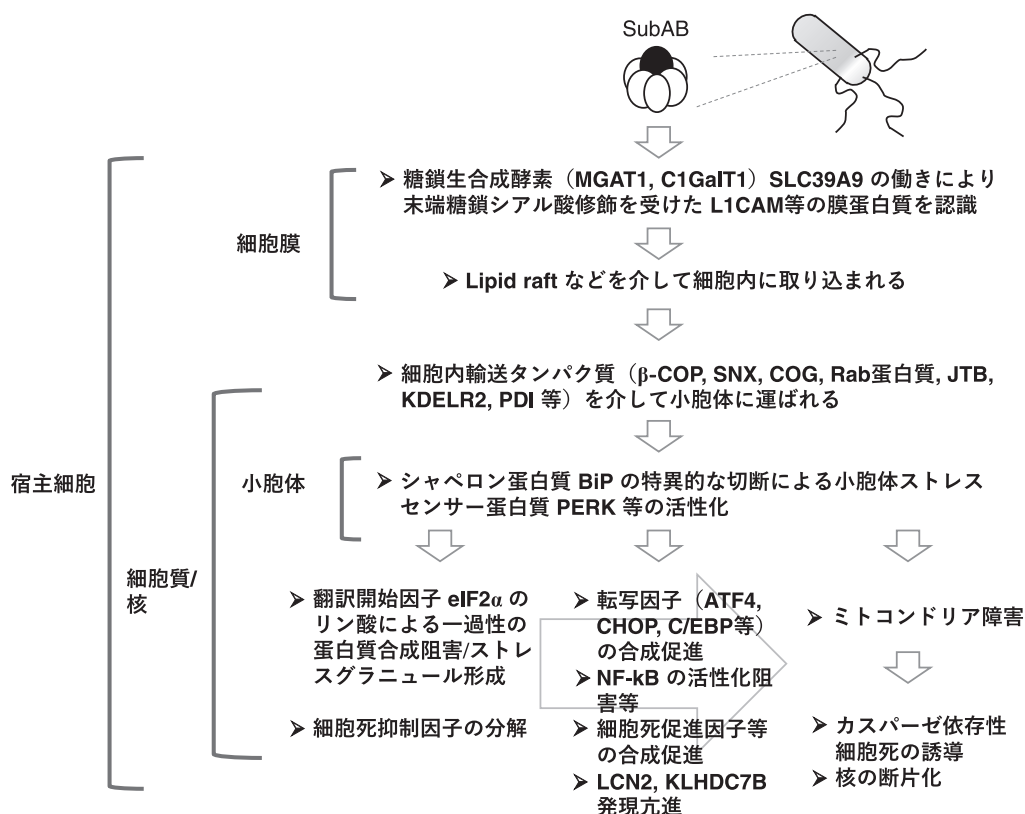 SubAB
➤ 糖鎖生合成酵素（MGAT1, C1GalT1）SLC39A9 の働きにより
末端糖鎖シアル酸修飾を受けた L1CAM等の膜蛋白質を認識
細胞膜
➤ Lipid raft などを介して細胞内に取り込まれる
➤ 細胞内輸送タンパク質（β-COP, SNX, COG, Rab蛋白質, JTB,
KDELR2, PDI 等）を介して小胞体に運ばれる
宿主細胞
小胞体
➤ シャペロン蛋白質 BiP の特異的な切断による小胞体ストレス
センサー蛋白質 PERK 等の活性化
細胞質/
核
➤ 翻訳開始因子 eIF2α の
リン酸による一過性の
蛋白質合成阻害/ストレ
スグラニュール形成
➤ 細胞死抑制因子の分解
➤ 転写因子（ATF4,
CHOP, C/EBP等）
の合成促進
➤ NF-kB の活性化阻
害等
➤ 細胞死促進因子等
の合成促進
➤ LCN2, KLHDC7B
発現亢進
➤ ミトコンドリア障害
➤ カスパーゼ依存性
細胞死の誘導
➤ 核の断片化